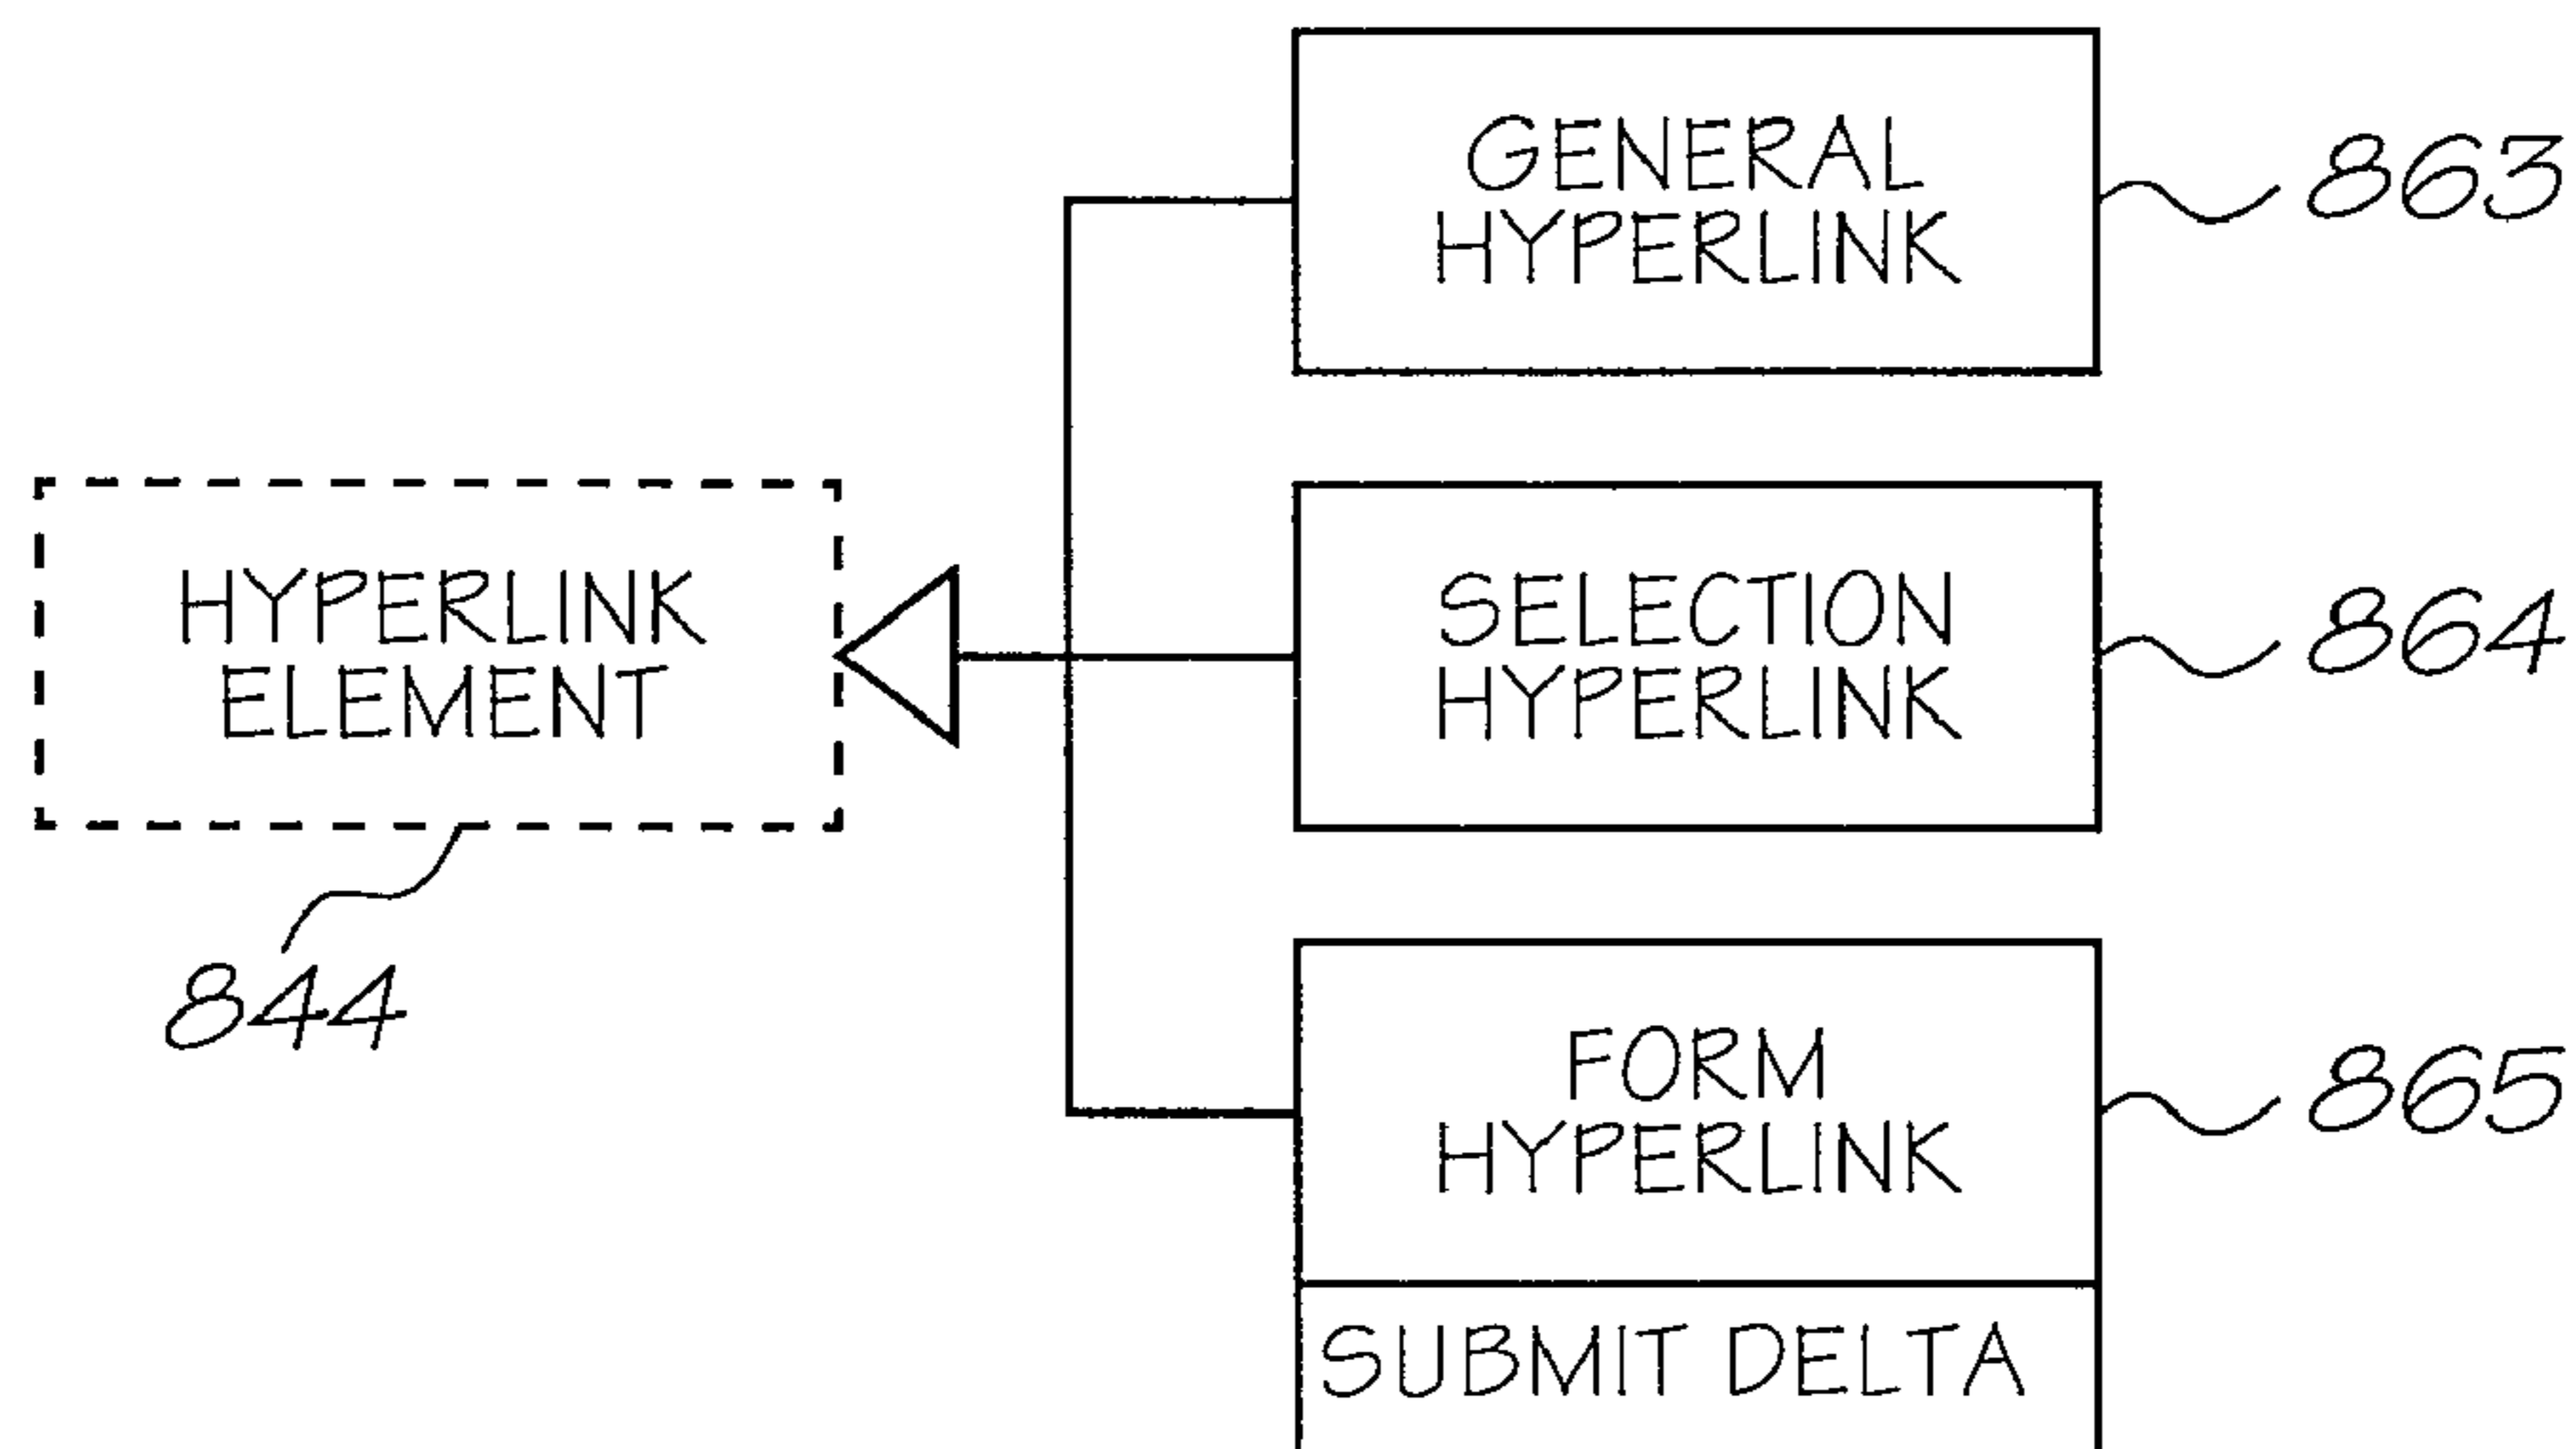 GENERAL
HYPERLINK
863
HYPERLINK
ELEMENT
844
SELECTION
HYPERLINK
864
FORM
HYPERLINK
865
SUBMIT DELTA